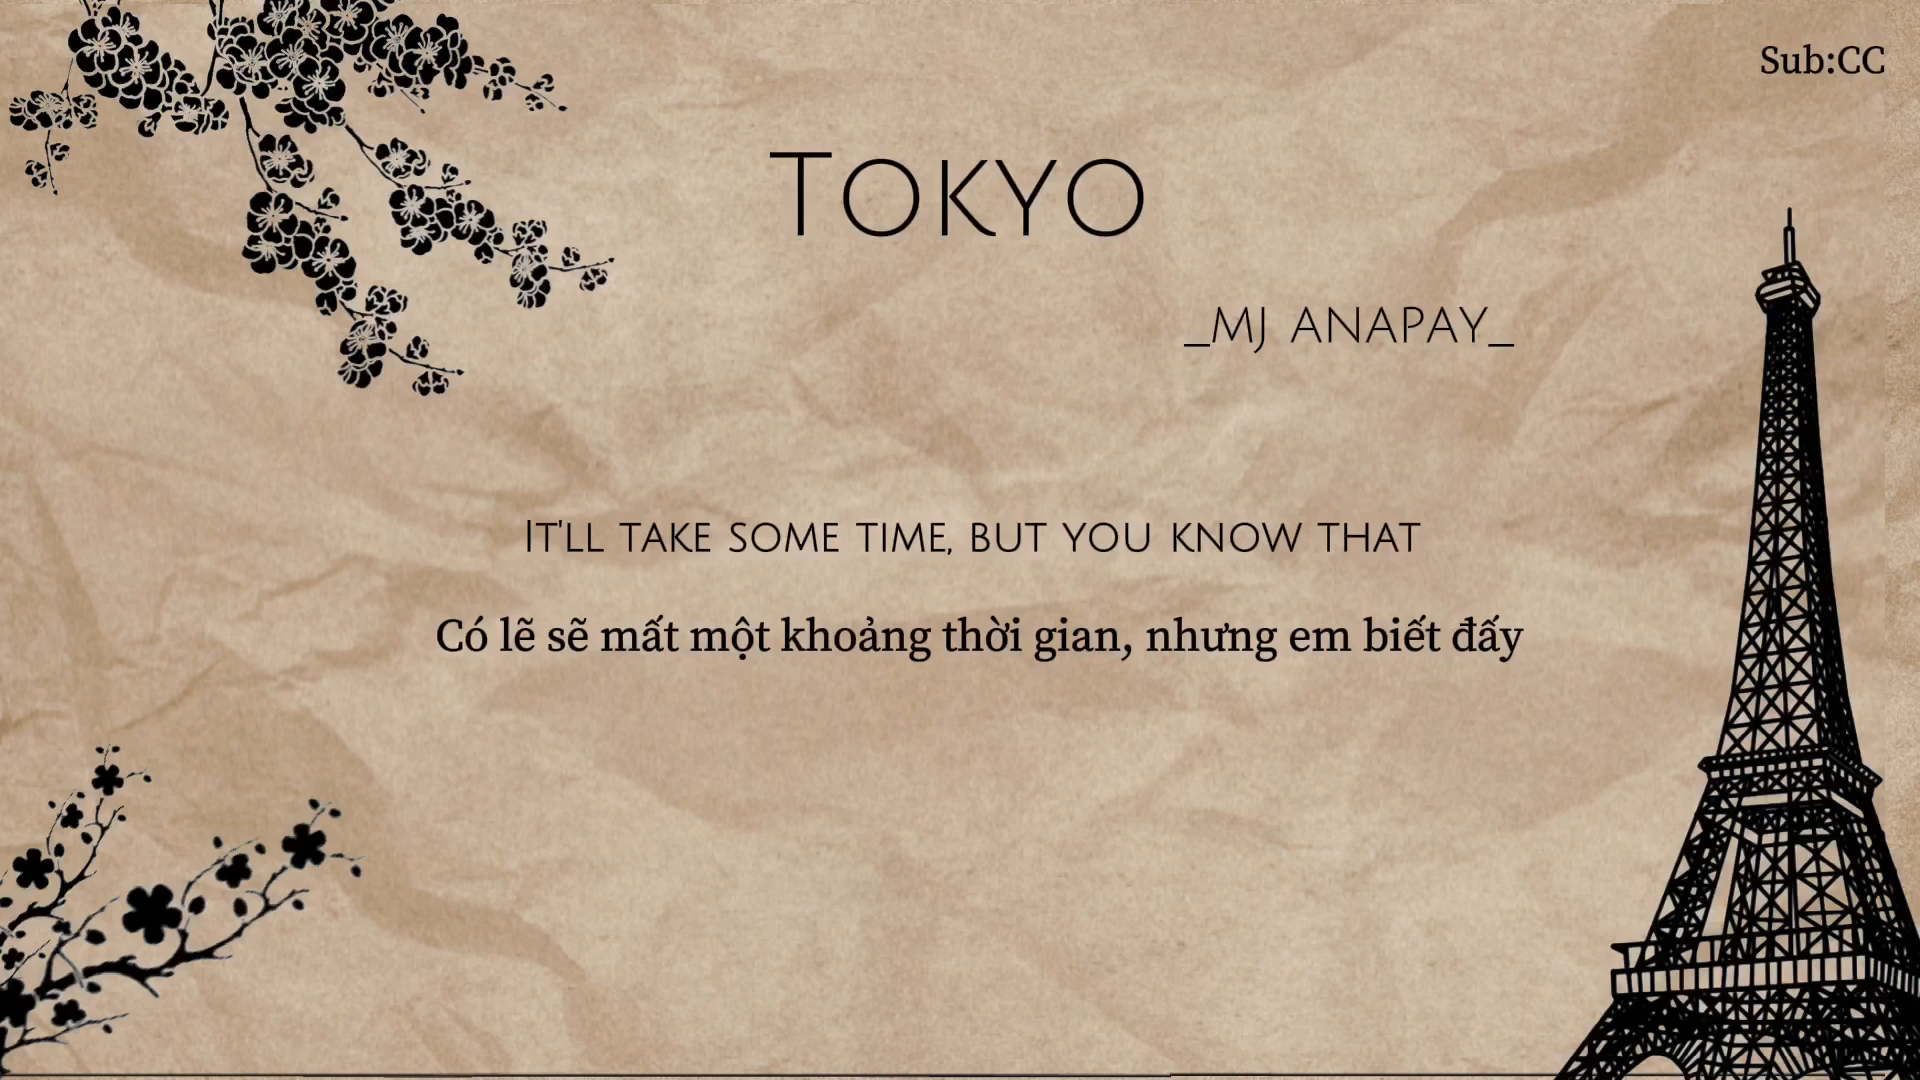 Sub:CC
Tokyo
_MJ ANAPAY_
It'll take some time, but you know that
Có lẽ sẽ mất một khoảng thời gian, nhưng em biết đấy